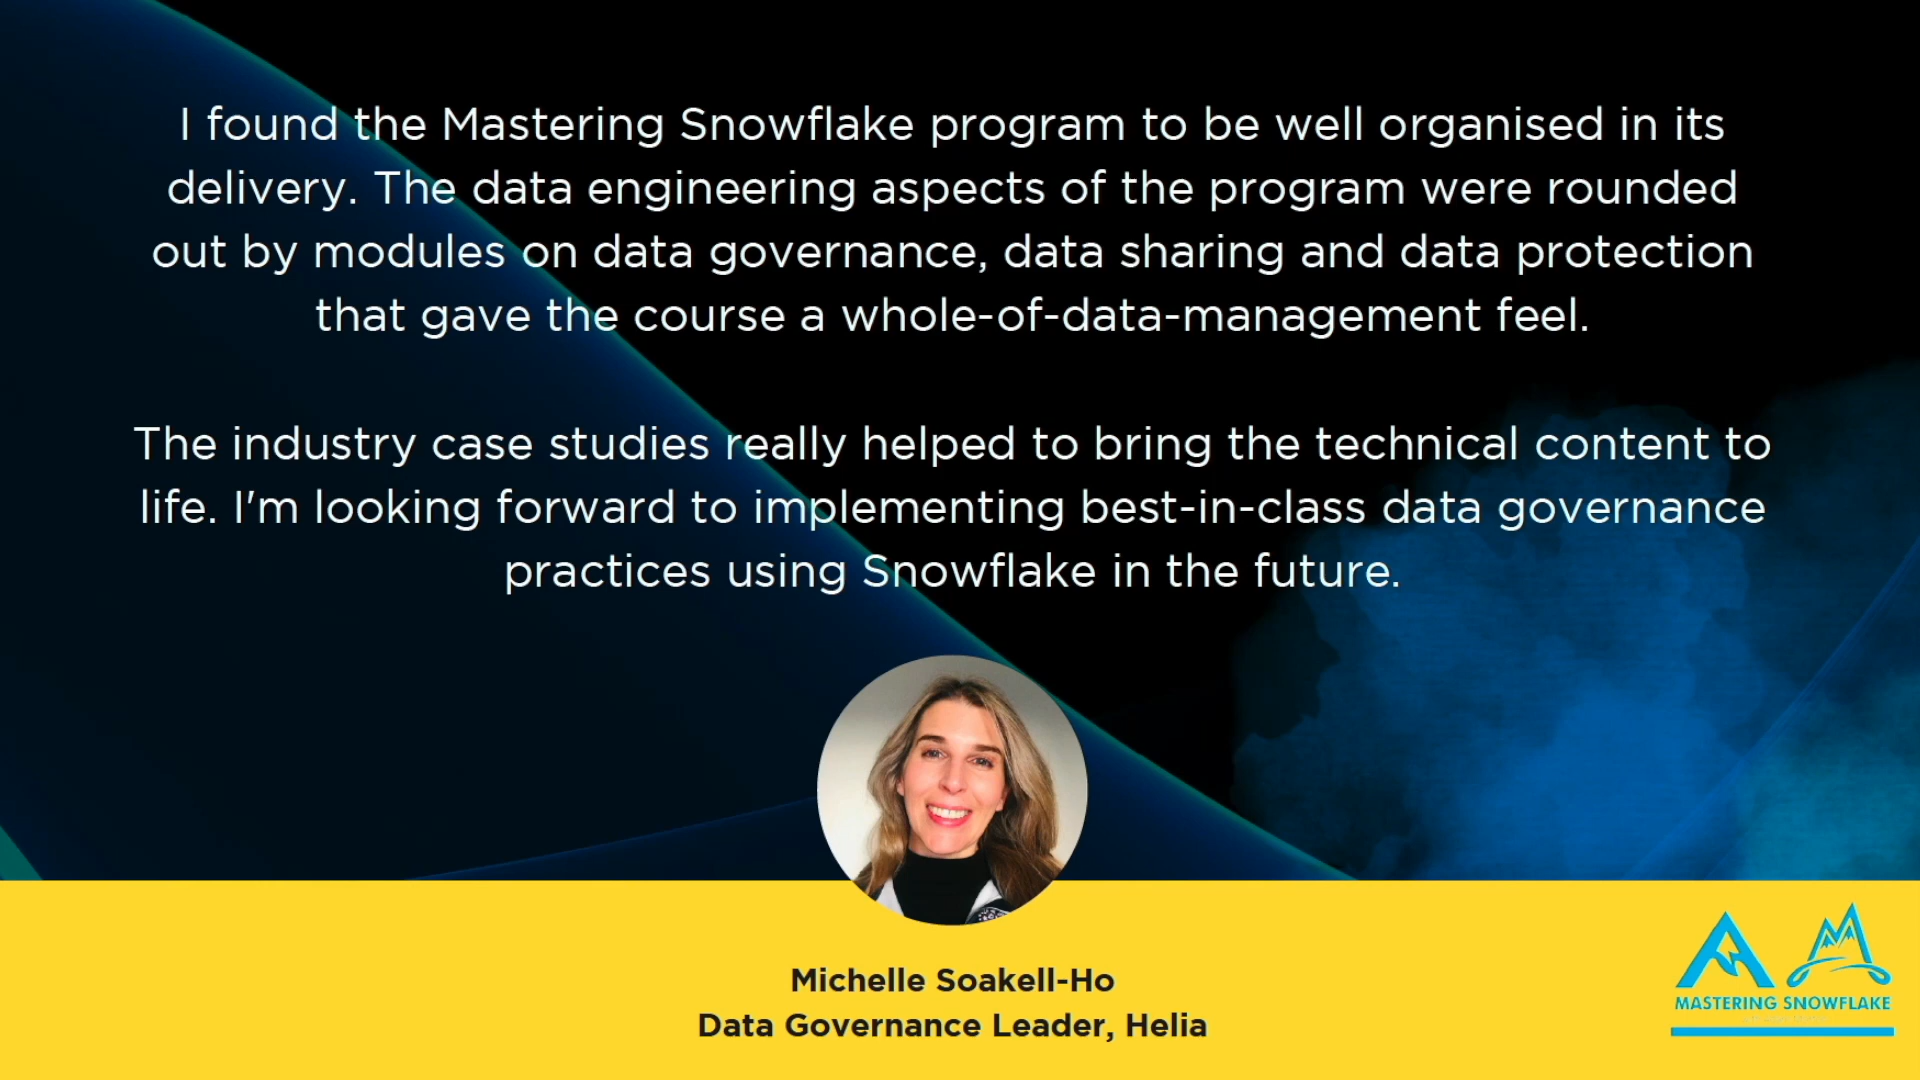 I found the Mastering Snowflake program to be well organised in its
delivery. The data engineering aspects of the program were rounded
out by modules on data governance, data sharing and data protection
that gave the course a whole-of-data-management feel.
The industry case studies really helped to bring the technical content to
life. I'm looking forward to implementing best-in-class data governance
practices using Snowflake in the future.
Michelle Soakell-Ho
Data Governance Leader, Helia
MASTERING SNOWFLAKE